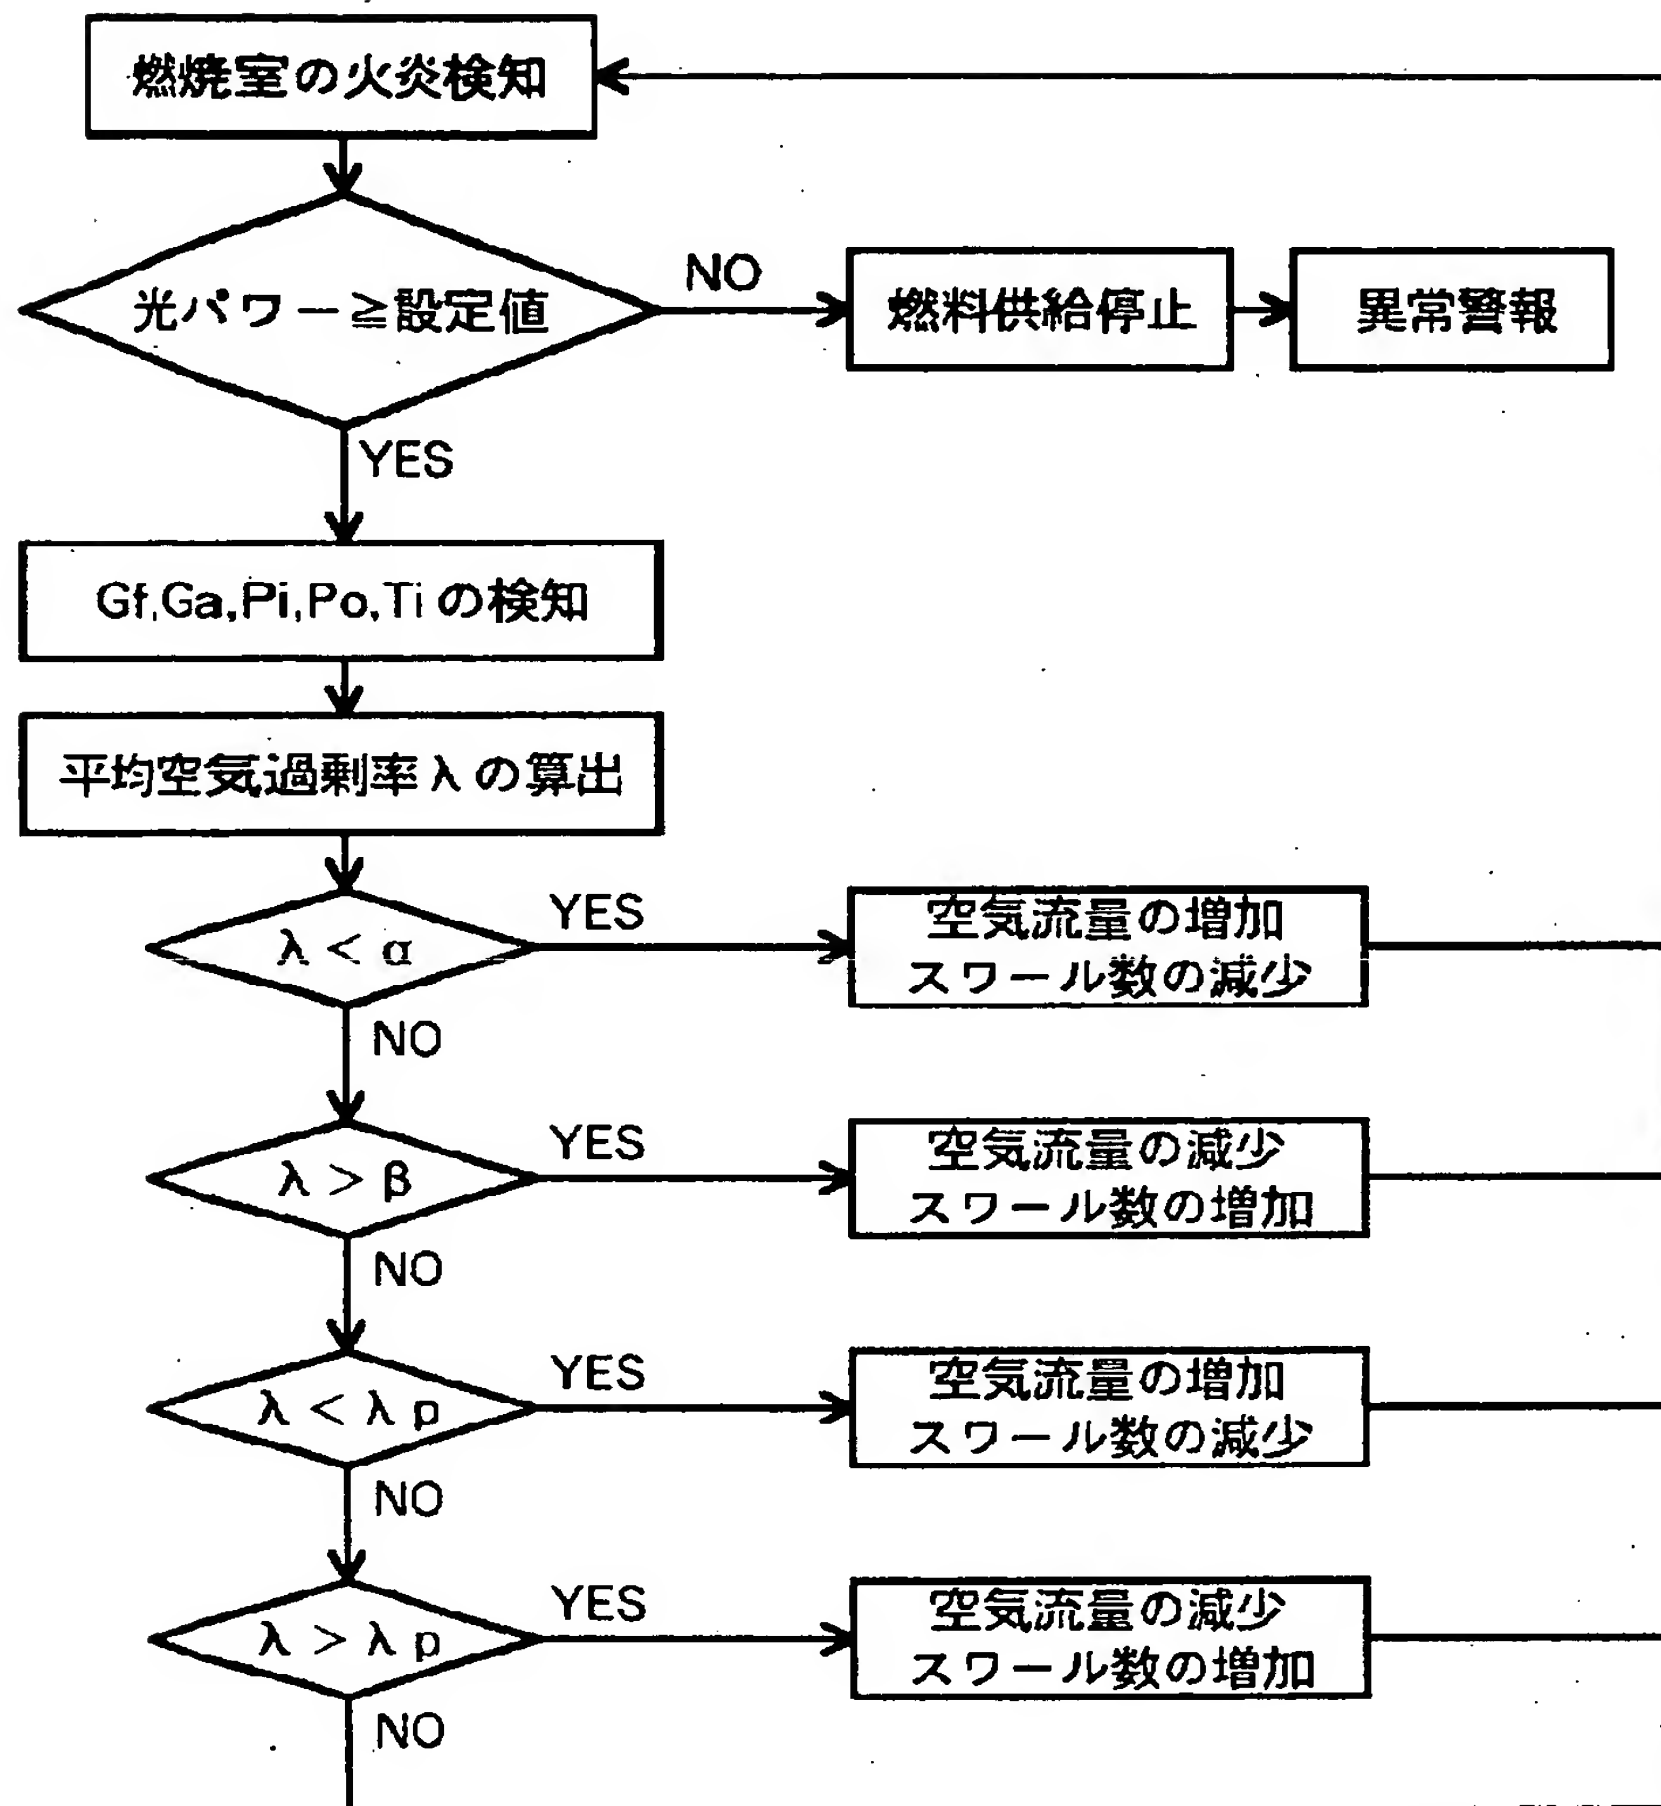 燃焼室の火炎検知
光パワー≧設定値
NO
燃料供給停止
異常警報
YES
Gf,Ga,Pi,Po,Tiの検知
平均空気過剰率λの算出
λ < α
YES
空気流量の増加
スワール数の減少
NO
λ > β
YES
空気流量の減少
スワール数の増加
NO
λ < λp
YES
空気流量の増加
スワール数の減少
NO
λ > λp
YES
空気流量の減少
スワール数の増加
NO